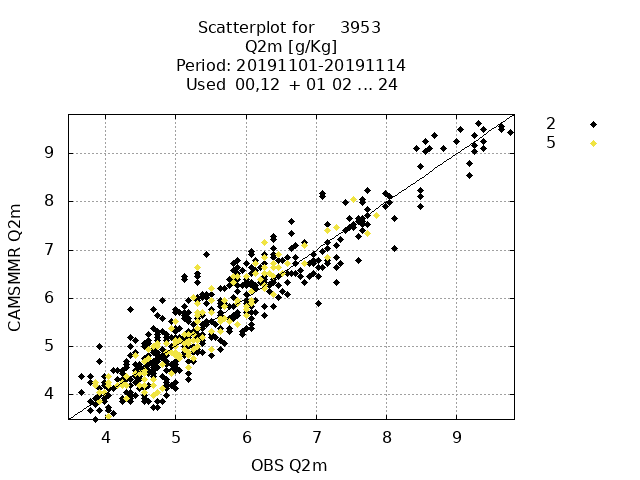 Scatterplot for 3953
Q2m [g/Kg]
Period: 20191101-20191114
Used 00,12 + 01 02 ... 24
2
5
CAMSMMR Q2m
9
8
7
6
5
4
4 5 6 7 8 9
OBS Q2m